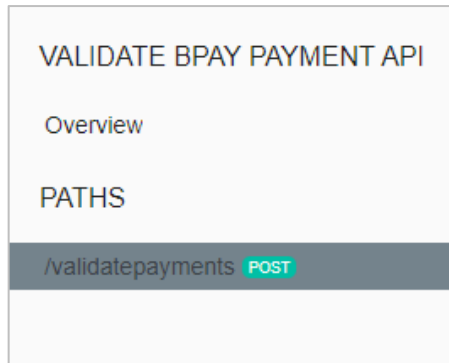 VALIDATE BPAY PAYMENT API
Overview
PATHS
/validatepayments POST